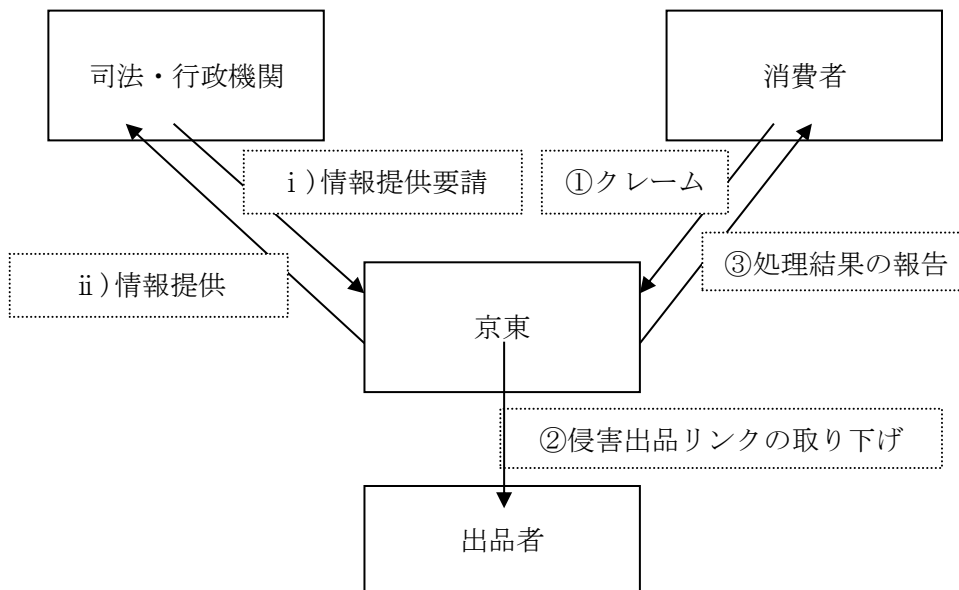 司法・行政機関
消費者
ⅰ)情報提供要請
①クレーム
ⅱ)情報提供
③処理結果の報告
京東
②侵害出品リンクの取り下げ
出品者